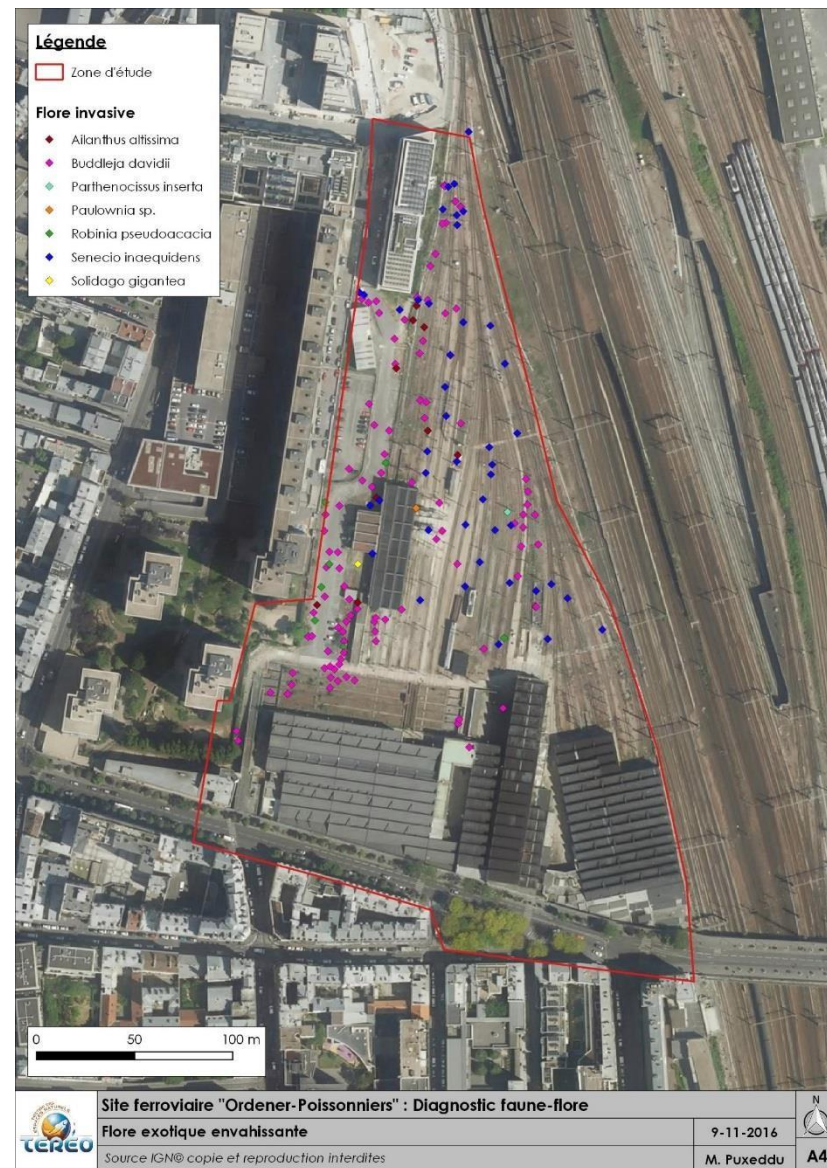 Légende
Zone d'étude
Flore invasive
Ailanthus altissima
Buddleja davidii
Parthenocissus inserta
Paulownia sp.
Robinia pseudoacacia
Senecio inaequidens
Solidago gigantea
0 50 100 m
TEREO
Site ferroviaire "Ordener-Poissonniers" : Diagnostic faune-flore
Flore exotique envahissante
9-11-2016
Source IGN© copie et reproduction interdites
M. Puxeddu
N
A4